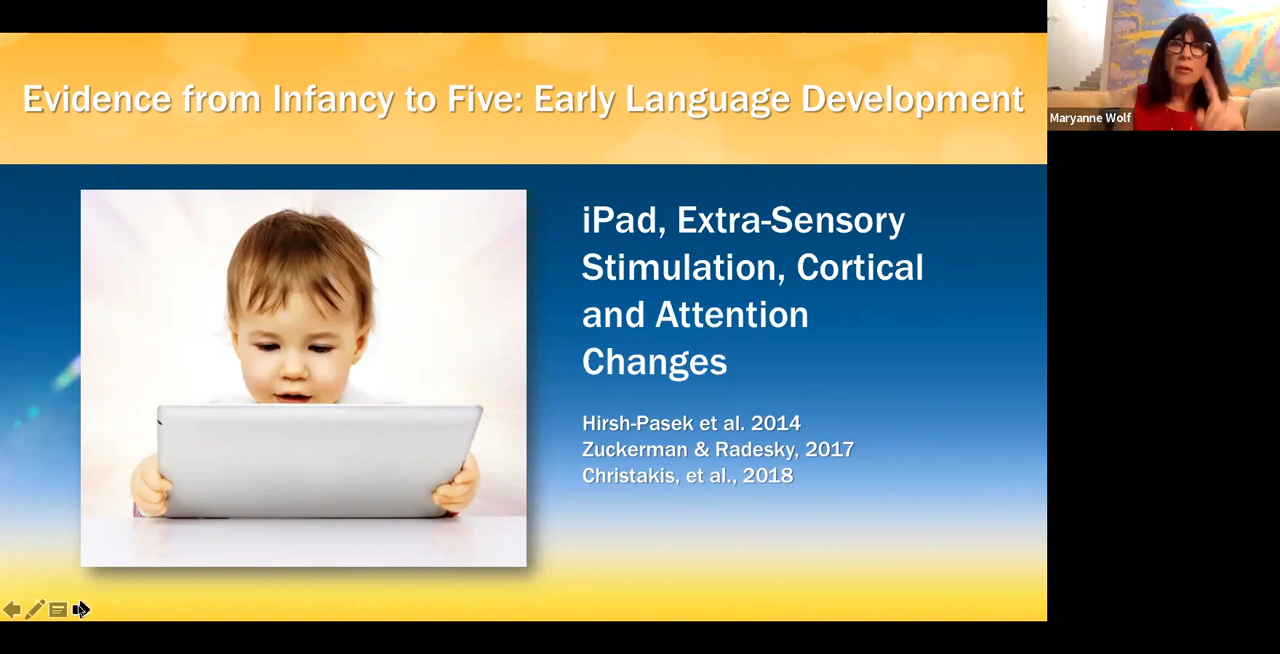 Evidence from Infancy to Five: Early Language Development
Maryanne Wolf
iPad, Extra-Sensory
Stimulation, Cortical
and Attention
Changes
Hirsh-Pasek et al. 2014
Zuckerman & Radesky, 2017
Christakis, et al., 2018